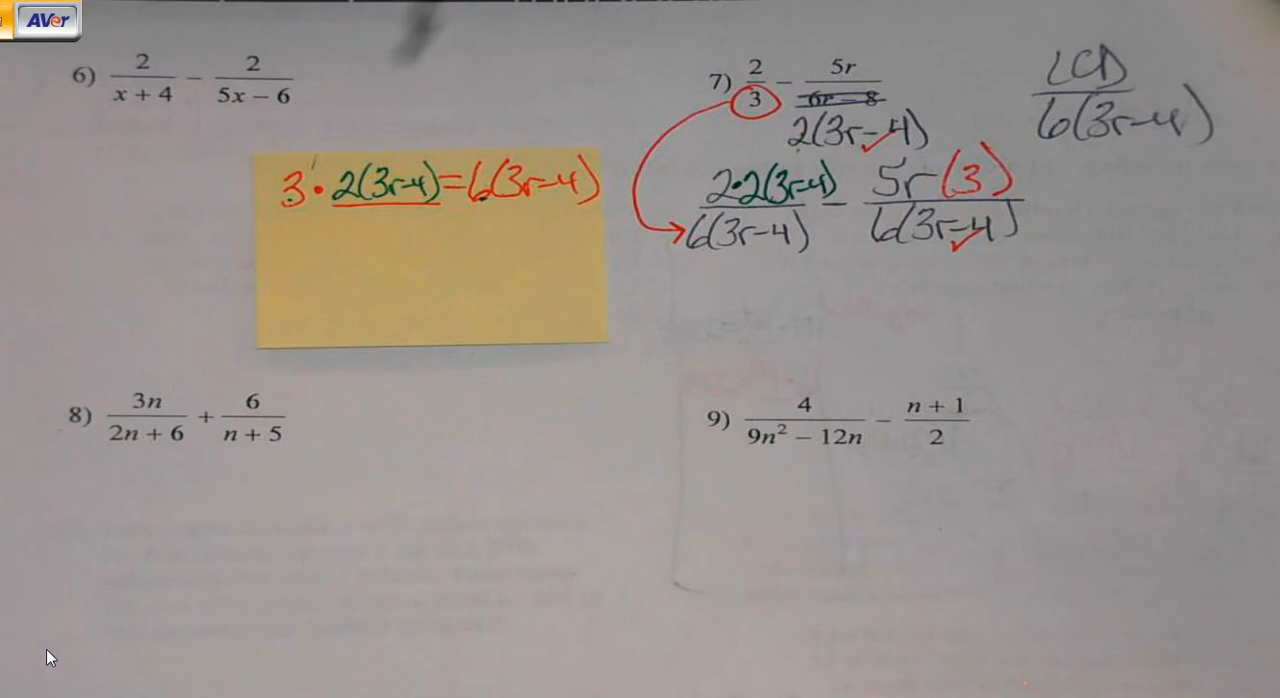 AVer
6) 2/(x + 4) − 2/(5x − 6)
3 · 2(3r−4) = 6(3r−4)
7) 2/3 − 5r/(6r − 8)
2(3r−4)
LCD
6(3r−4)
2·2(3r−4)/6(3r−4) − 5r(3)/6(3r−4)
8) 3n/(2n + 6) + 6/(n + 5)
9) 4/(9n² − 12n) − (n + 1)/2